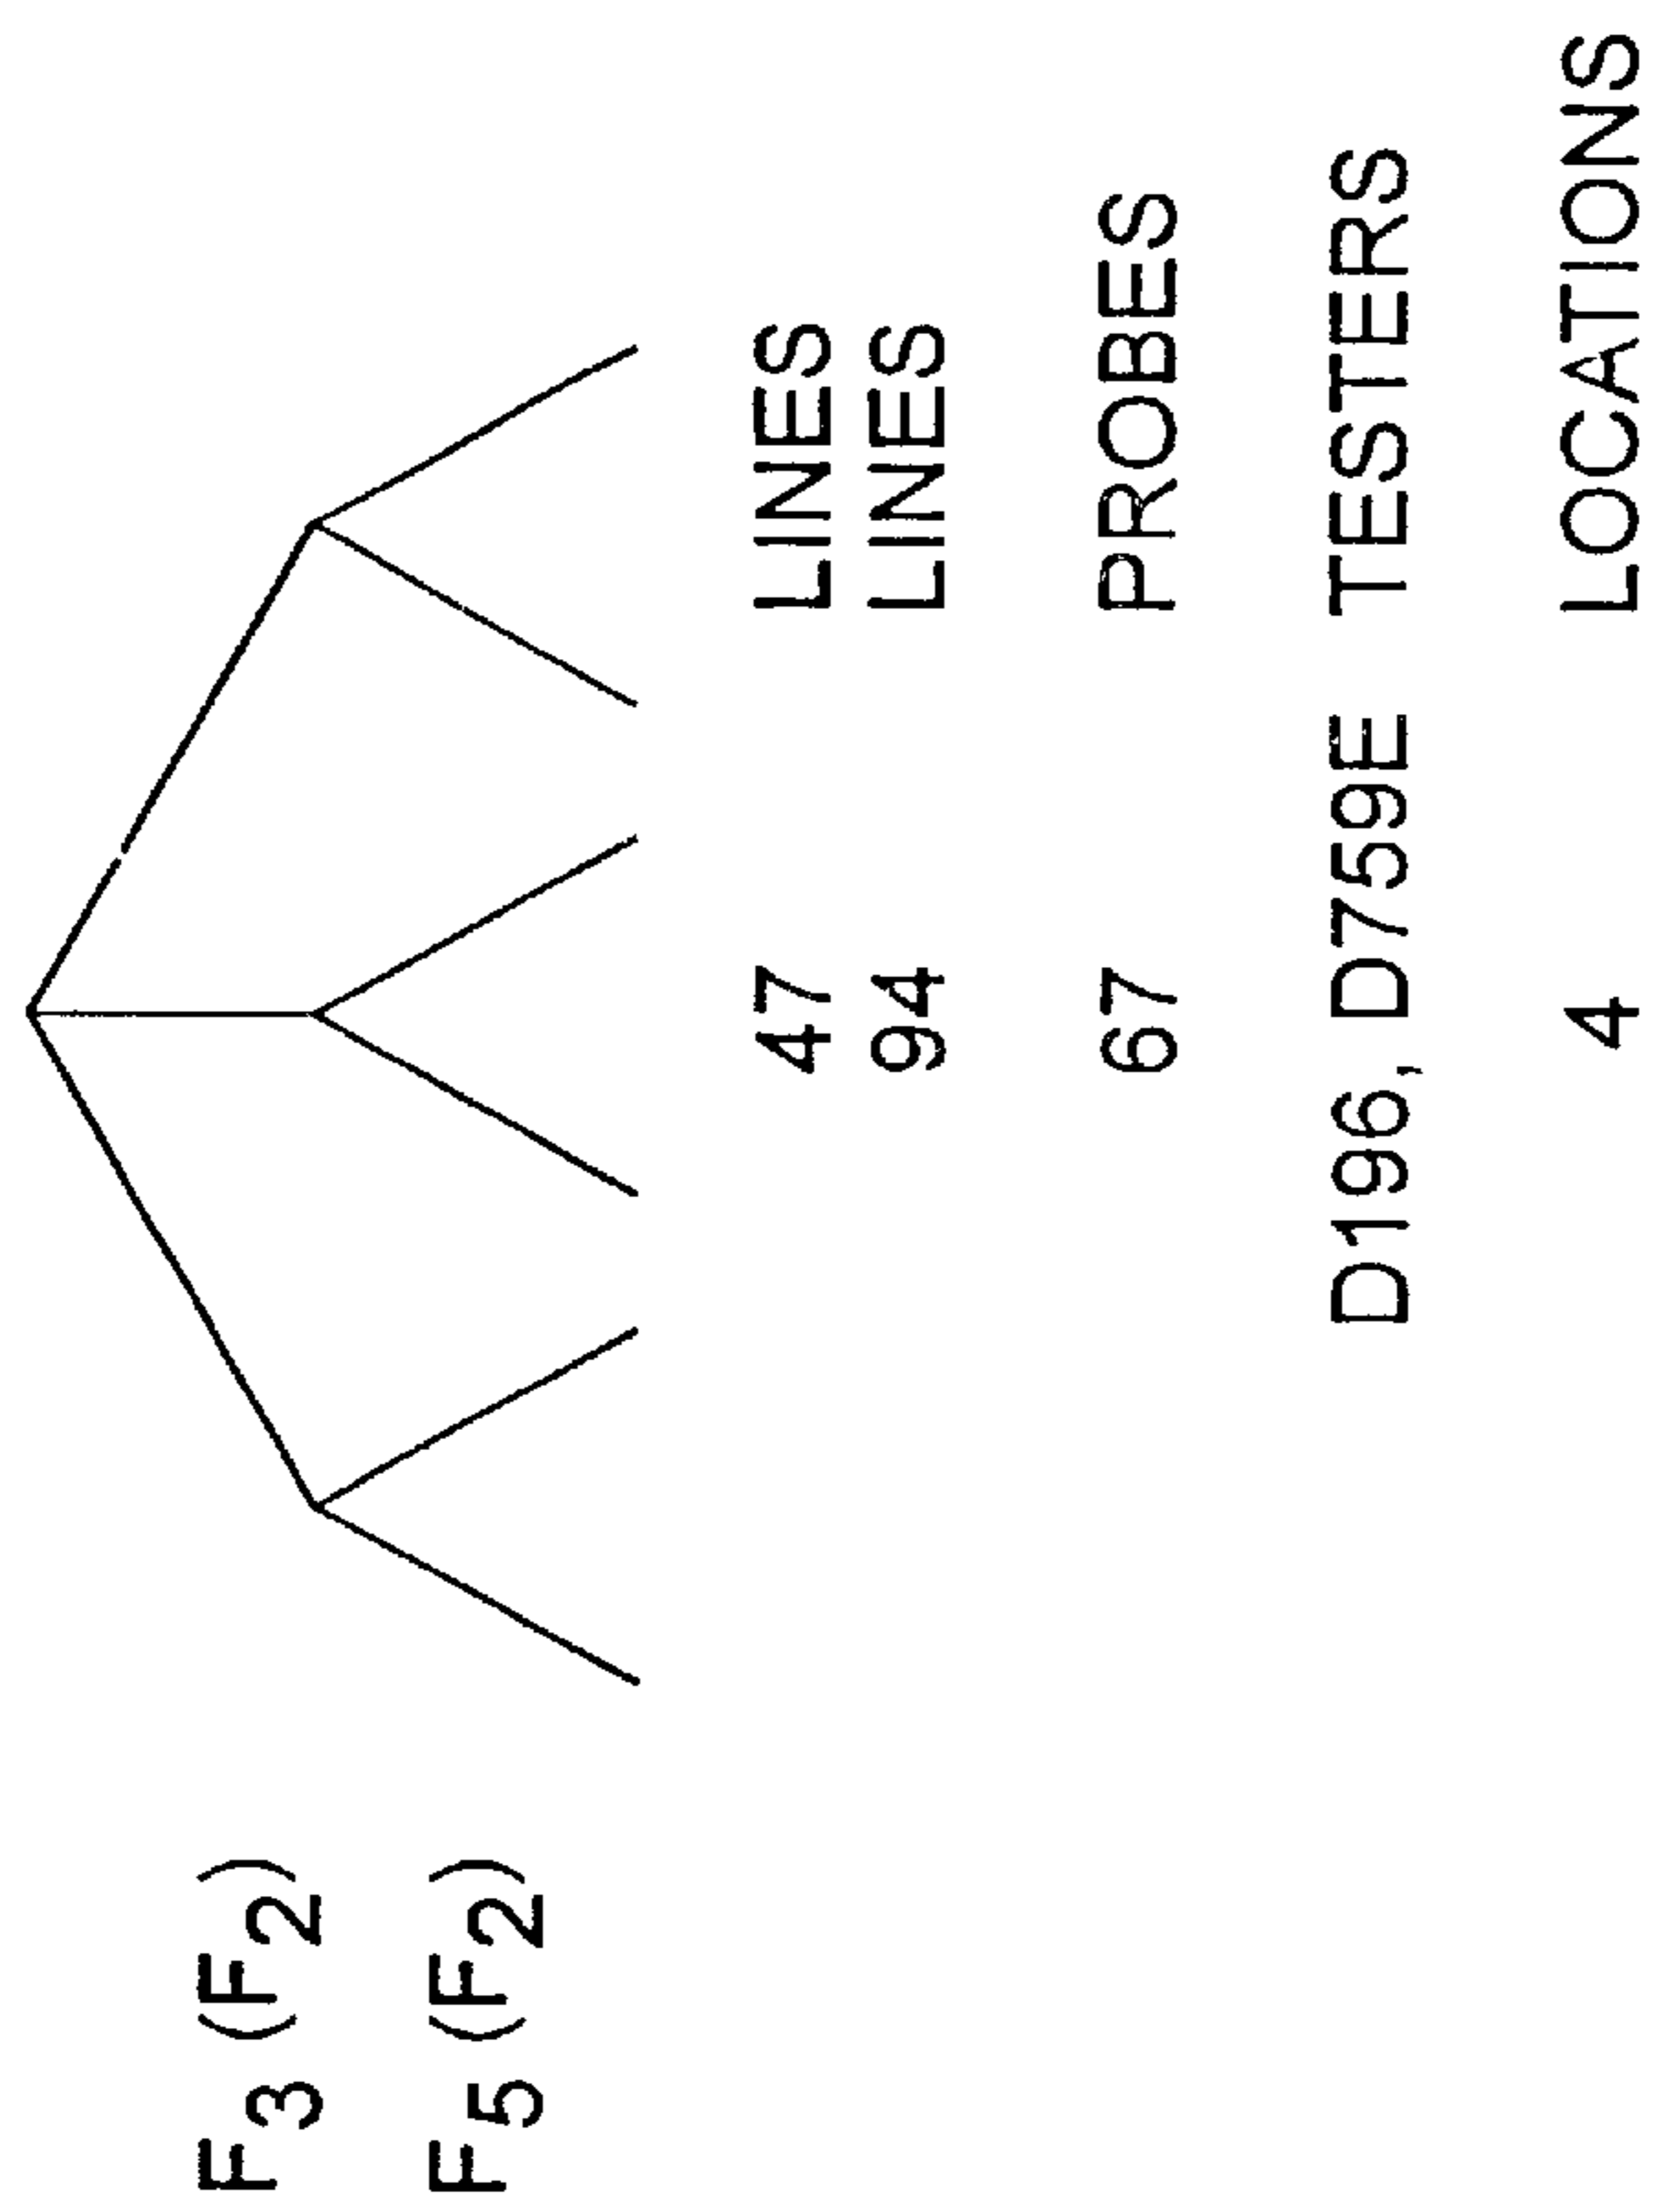 F3(F2)
F5(F2)
47 LINES
94 LINES
67 PROBES
D196, D759E TESTERS
4 LOCATIONS